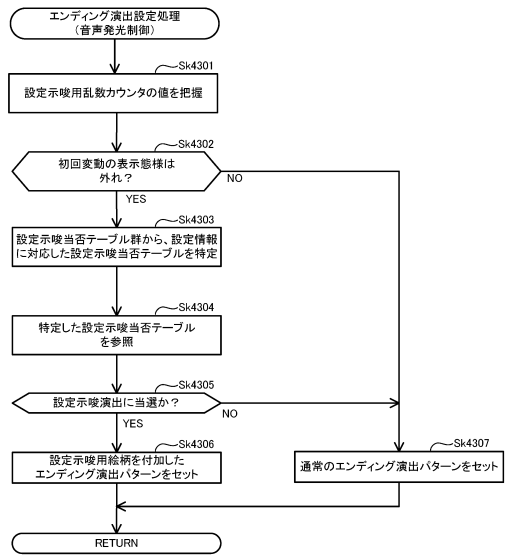 エンディング演出設定処理
(音声発光制御)
Sk4301
設定示唆用乱数カウンタの値を把握
Sk4302
初回変動の表示態様は
外れ？
NO
YES
Sk4303
設定示唆当否テーブル群から、設定情報
に対応した設定示唆当否テーブルを特定
Sk4304
特定した設定示唆当否テーブル
を参照
Sk4305
設定示唆演出に当選か？
NO
YES
Sk4306
設定示唆用絵柄を付加した
エンディング演出パターンをセット
Sk4307
通常のエンディング演出パターンをセット
RETURN